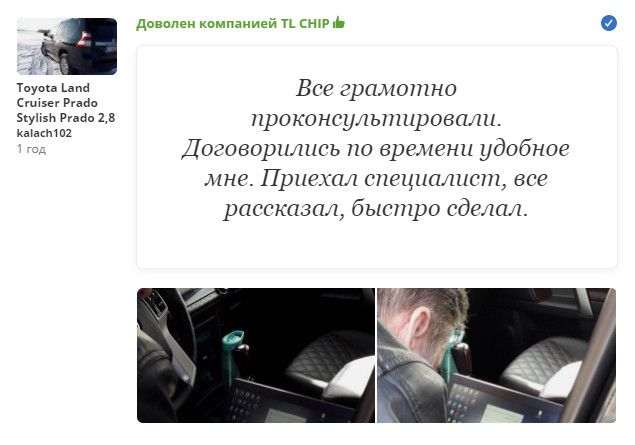 Доволен компанией TL CHIP
Toyota Land
Cruiser Prado
Stylish Prado 2,8
kalach102
1 год
Все грамотно
проконсультировали.
Договорились по времени удобное
мне. Приехал специалист, все
рассказал, быстро сделал.